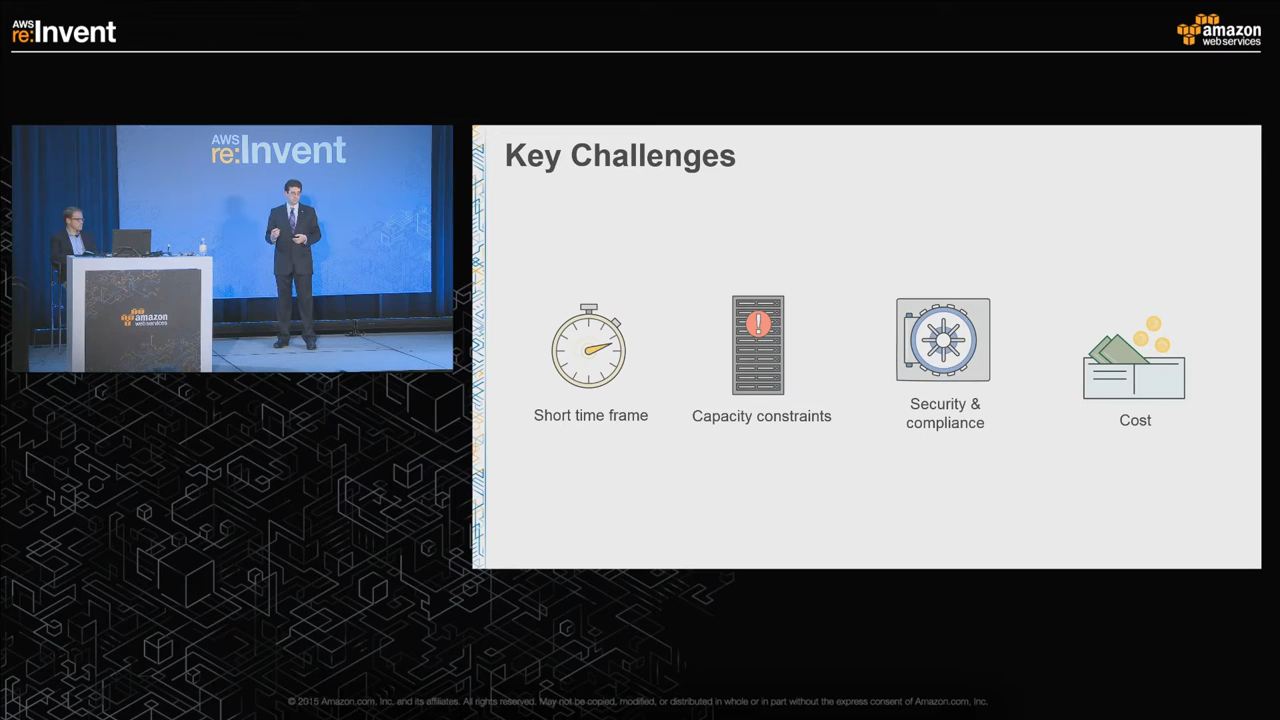 AWS
re:Invent
amazon
web services
AWS
re:Invent
amazon
web services
Key Challenges
Short time frame
Capacity constraints
Security &
compliance
Cost
© 2015 Amazon.com, Inc. and its affiliates. All rights reserved. May not be copied, modified, or distributed in whole or in part without the express consent of Amazon.com, Inc.